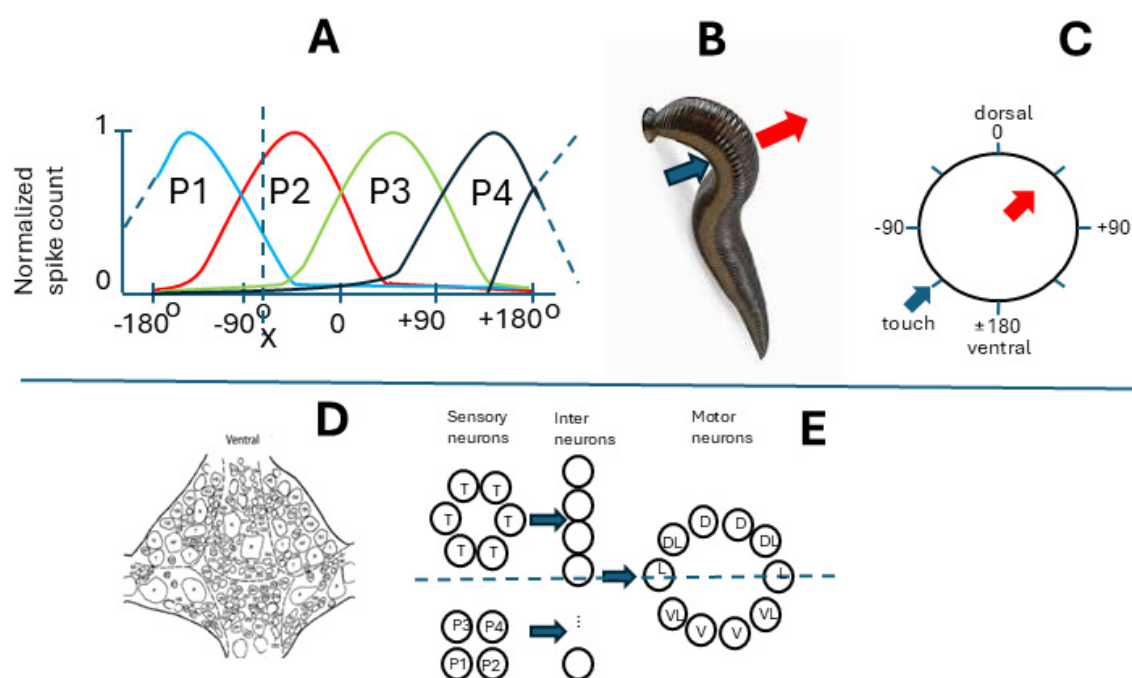 A
B
C
Normalized
spike count
1
0
P1
P2
P3
P4
-180°
-90°
0
+90
+180°
X
dorsal
0
-90
+90
touch
±180
ventral
D
Ventral
E
Sensory
neurons
Inter
neurons
Motor
neurons
T T
T T
T T
D D
DL DL
L L
P3 P4
P1 P2
⋮
VL VL
V V